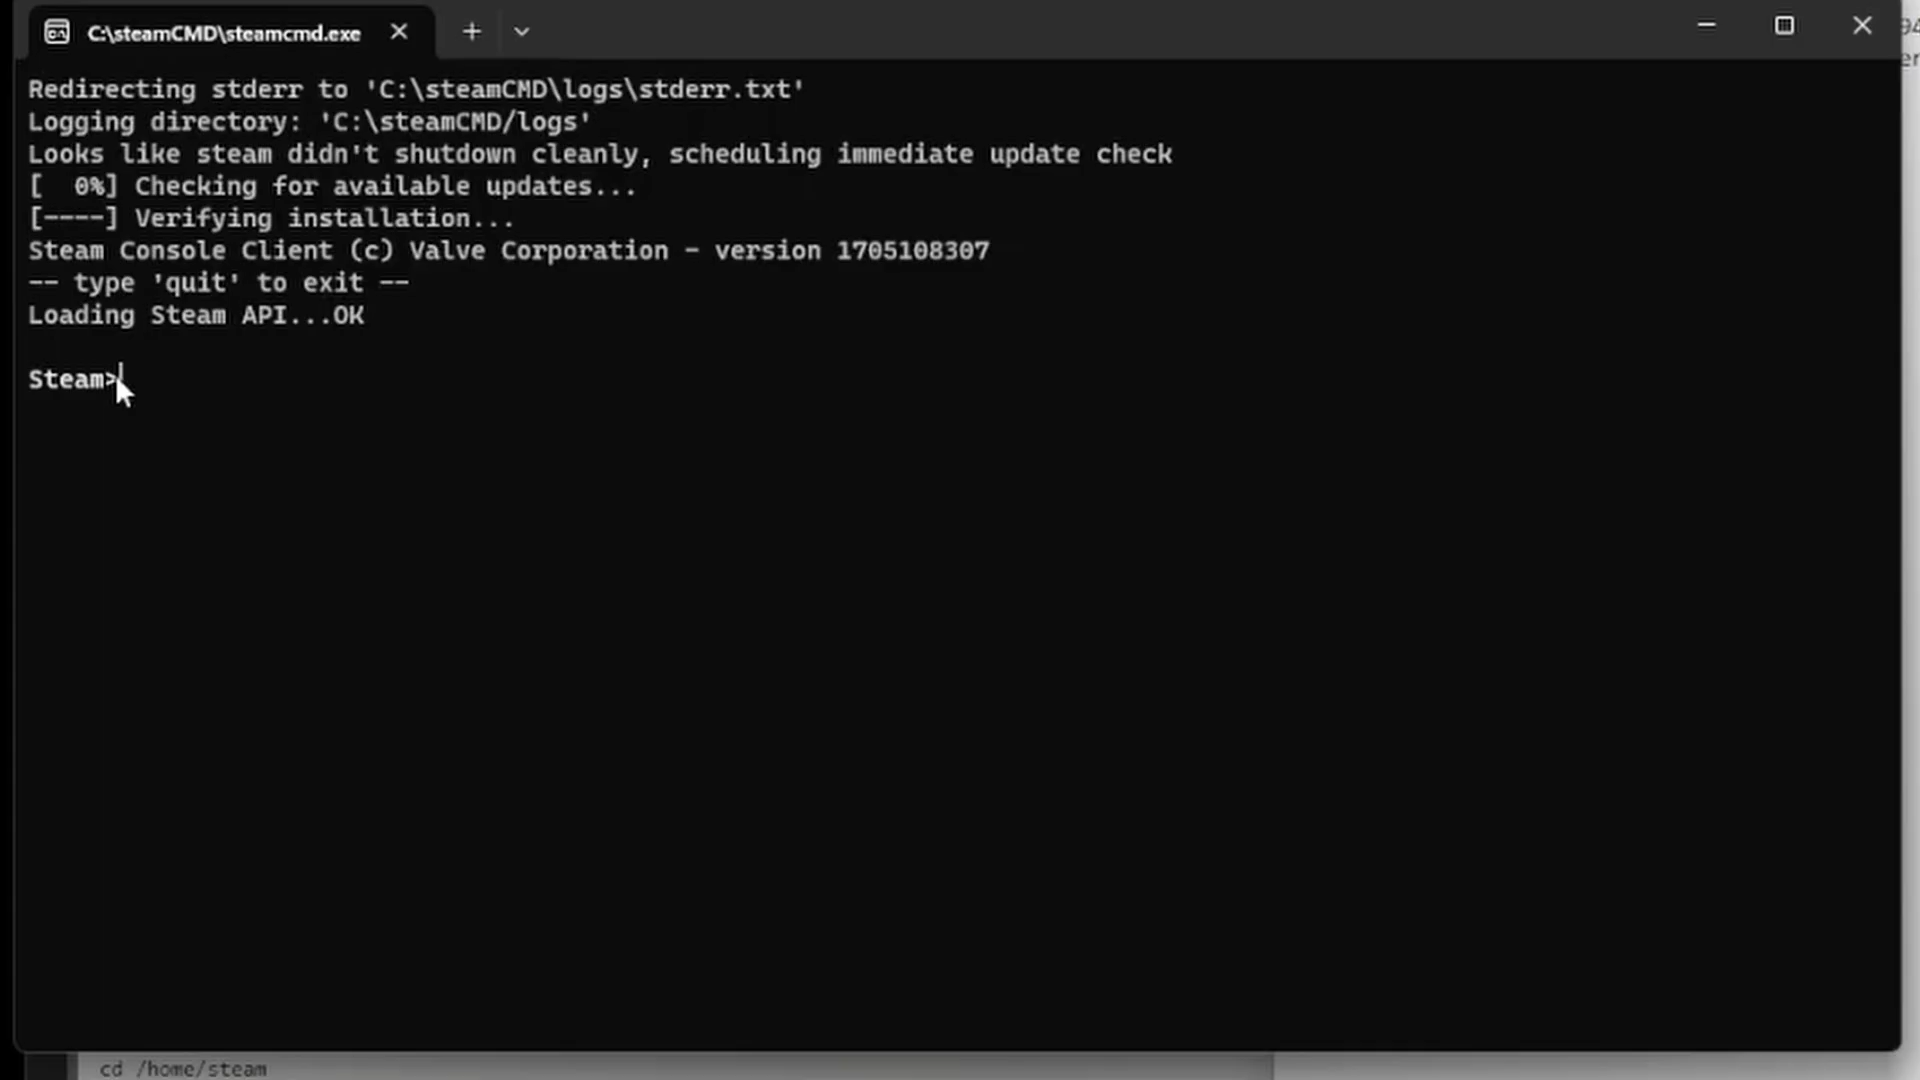 C:\steamCMD\steamcmd.exe
Redirecting stderr to 'C:\steamCMD\logs\stderr.txt'
Logging directory: 'C:\steamCMD/logs'
Looks like steam didn't shutdown cleanly, scheduling immediate update check
[  0%] Checking for available updates...
[----] Verifying installation...
Steam Console Client (c) Valve Corporation - version 1705108307
-- type 'quit' to exit --
Loading Steam API...OK
Steam>
cd /home/steam